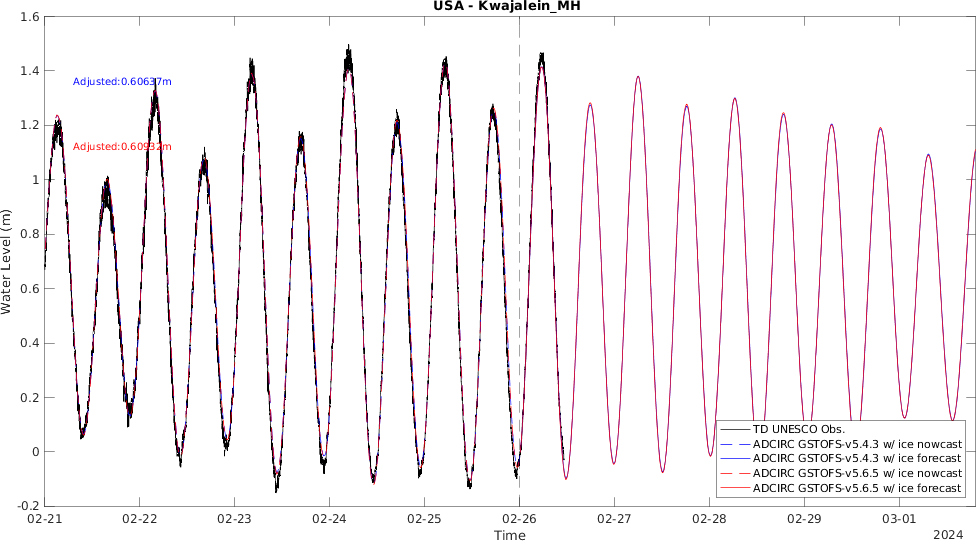 USA - Kwajalein_MH
1.6
1.4
1.2
1
0.8
0.6
0.4
0.2
0
-0.2
Water Level (m)
Adjusted:0.60637m
Adjusted:0.60932m
TD UNESCO Obs.
ADCIRC GSTOFS-v5.4.3 w/ ice nowcast
ADCIRC GSTOFS-v5.4.3 w/ ice forecast
ADCIRC GSTOFS-v5.6.5 w/ ice nowcast
ADCIRC GSTOFS-v5.6.5 w/ ice forecast
02-21 02-22 02-23 02-24 02-25 02-26 02-27 02-28 02-29 03-01
Time
2024